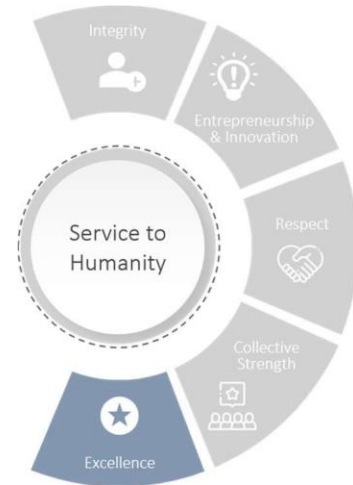 Integrity
Entrepreneurship
& Innovation
Respect
Service to
Humanity
Collective
Strength
Excellence